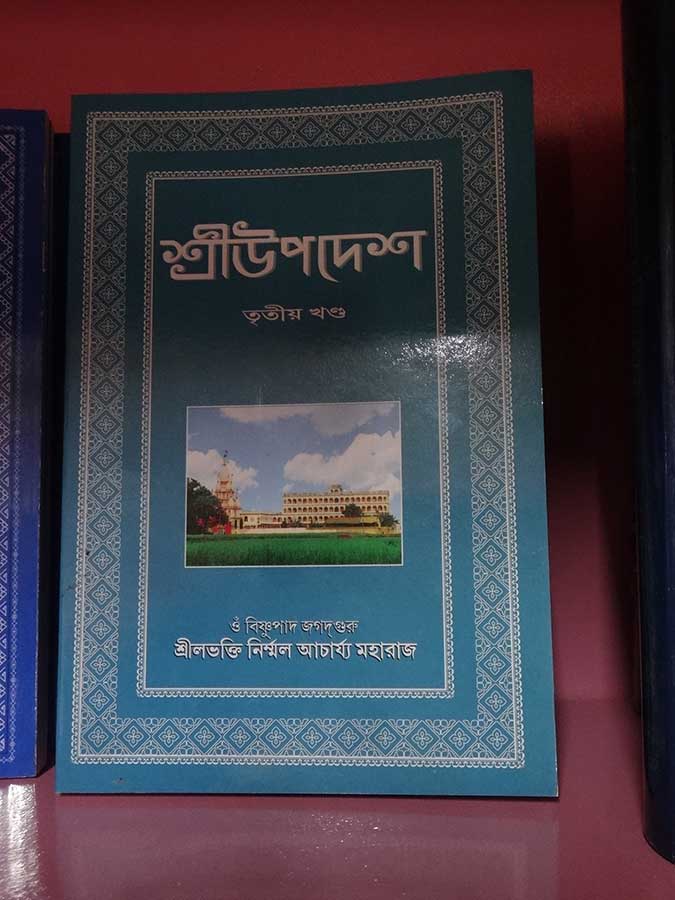 শ্রীউপদেশ
তৃতীয় খণ্ড
ওঁ বিষ্ণুপাদ জগদ্‌গুরু
শ্রীলভক্তি নির্ম্মল আচার্য্য মহারাজ